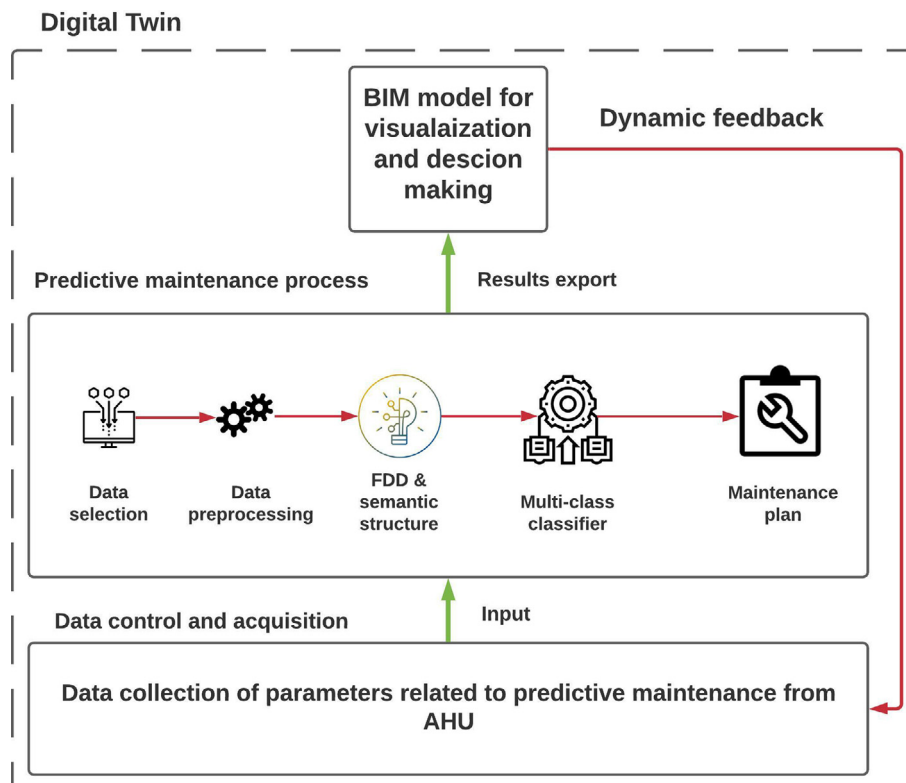 Digital Twin
BIM model for
visualaization
and descion
making
Dynamic feedback
Predictive maintenance process
Results export
Data
selection
Data
preprocessing
FDD &
semantic
structure
Multi-class
classifier
Maintenance
plan
Data control and acquisition
Input
Data collection of parameters related to predictive maintenance from
AHU